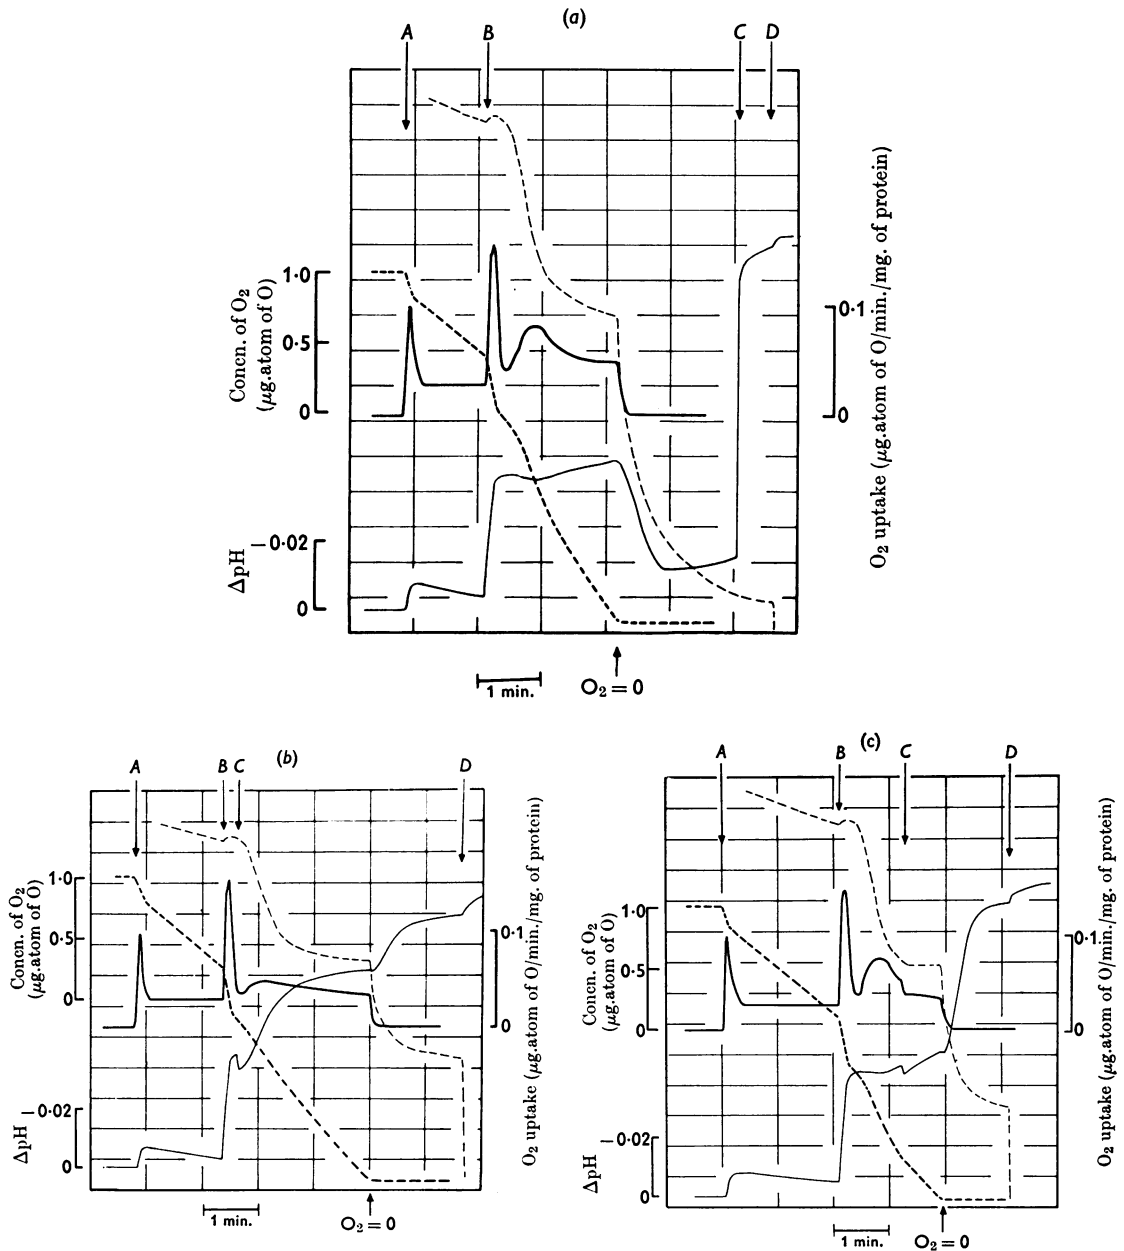 (a)
A B C D
Concn. of O₂
(μg.atom of O)
1·0
0·5
0
ΔpH
−0·02
0
0·1
0
O₂ uptake (μg.atom of O/min./mg. of protein)
1 min.
O₂ = 0
(b)
A B C D
Concn. of O₂
(μg.atom of O)
1·0
0·5
0
ΔpH
−0·02
0
0·1
0
O₂ uptake (μg.atom of O/min./mg. of protein)
1 min.
O₂ = 0
(c)
A B C D
Concn. of O₂
(μg.atom of O)
1·0
0·5
0
ΔpH
−0·02
0
0·1
0
O₂ uptake (μg.atom of O/min./mg. of protein)
1 min.
O₂ = 0